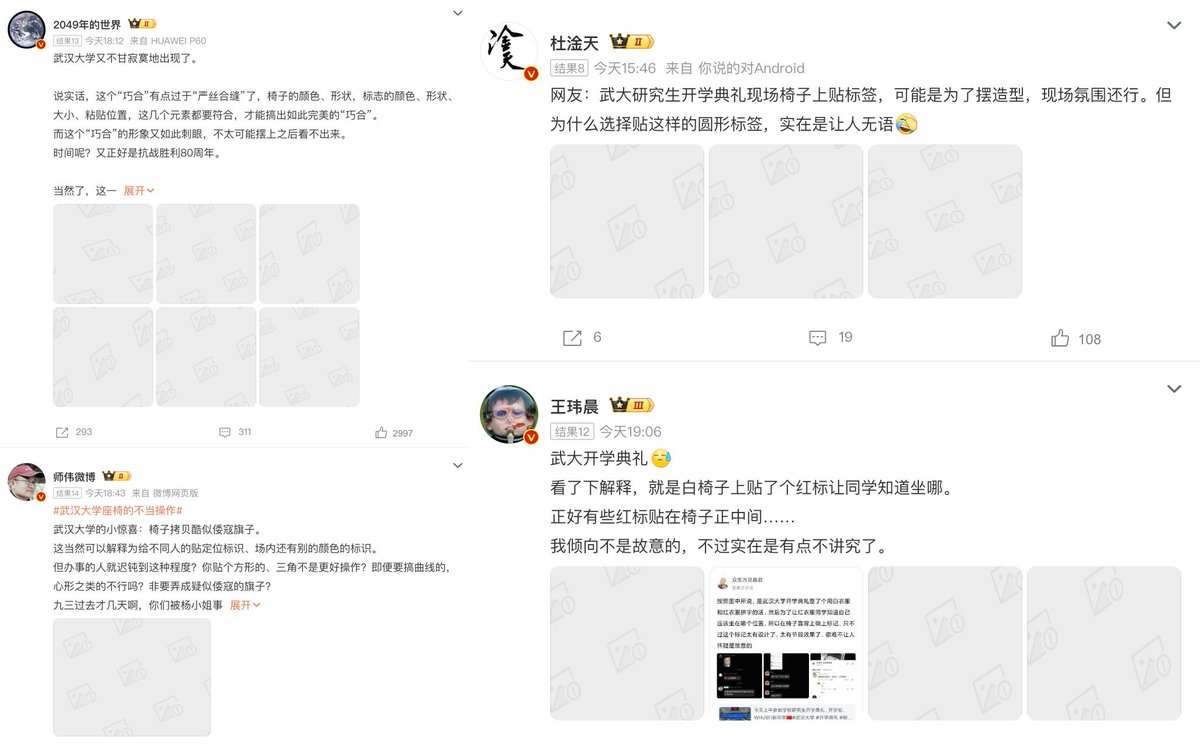 2049年的世界 II
结果13 今天18:12 来自 HUAWEI P60
武汉大学又不甘寂寞地出现了。
说实话，这个“巧合”有点过于“严丝合缝”了，椅子的颜色、形状，标志的颜色、形状、
大小、粘贴位置，这几个元素都要符合，才能搞出如此完美的“巧合”。
而这个“巧合”的形象又如此刺眼，不太可能摆上之后看不出来。
时间呢？又正好是抗战胜利80周年。
当然了，这一 展开
293 311 2997
师伟微博 II
结果14 今天18:43 来自 微博网页版
#武汉大学座椅的不当操作#
武汉大学的小惊喜：椅子拷贝酷似倭寇旗子。
这当然可以解释为给不同人的贴定位标识、场内还有别的颜色的标识。
但办事的人就迟钝到这种程度？你贴个方形的、三角不是更好操作？即便要搞曲线的，
心形之类的不行吗？非要弄成疑似倭寇的旗子？
九三过去才几天啊，你们被杨小姐事 展开
淦天
杜淦天 II
结果8 今天15:46 来自 你说的对Android
网友：武大研究生开学典礼现场椅子上贴标签，可能是为了摆造型，现场氛围还行。但
为什么选择贴这样的圆形标签，实在是让人无语
6 19 108
王玮晨 III
结果12 今天19:06
武大开学典礼
看了下解释，就是白椅子上贴了个红标让同学知道坐哪。
正好有些红标贴在椅子正中间……
我倾向不是故意的，不过实在是有点不讲究了。
按照图中所说，是武汉大学开学典礼整了个用白衣服
和红衣服拼字的活，然后为了让红衣服同学知道自己
应该坐在哪个位置，所以在椅子靠背上做上标记，只不
过这个标记太有设计了，太有节目效果了，很难不让人
怀疑是故意的
今天上午参加学校研究生开学典礼，开学啦，